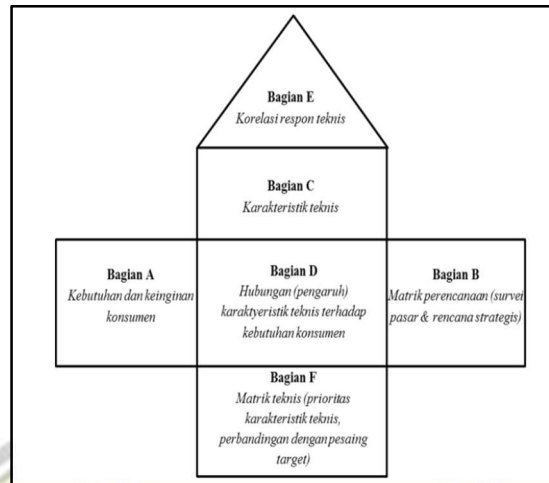 Bagian E
Korelasi respon teknis
Bagian C
Karakteristik teknis
Bagian A
Kebutuhan dan keinginan
konsumen
Bagian D
Hubungan (pengaruh)
karaktyeristik teknis terhadap
kebutuhan konsumen
Bagian B
Matrik perencanaan (survei
pasar & rencana strategis)
Bagian F
Matrik teknis (prioritas
karakteristik teknis,
perbandingan dengan pesaing
target)